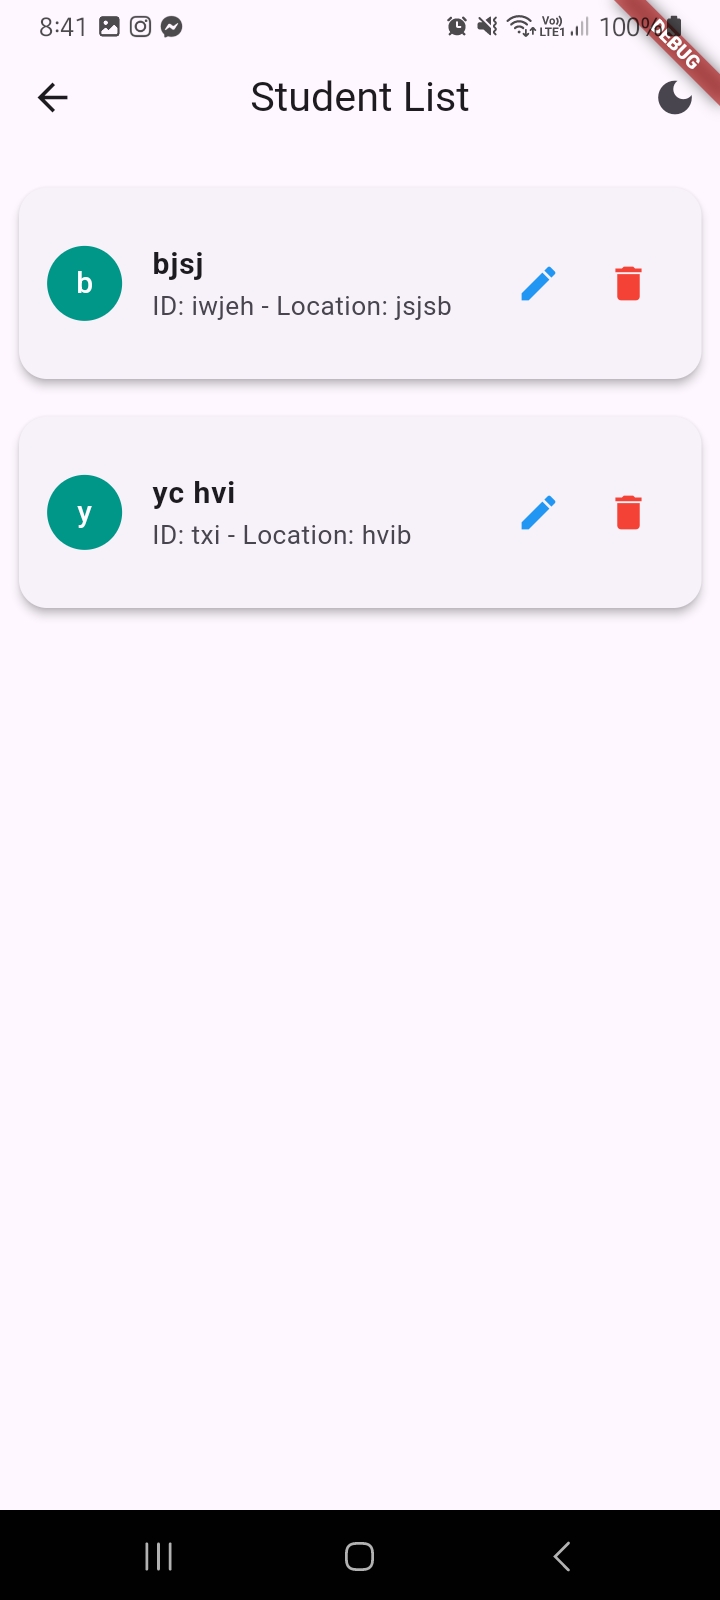 8:41 Vo)) LTE1 100%
DEBUG
Student List
b
bjsj
ID: iwjeh - Location: jsjsb
y
yc hvi
ID: txi - Location: hvib